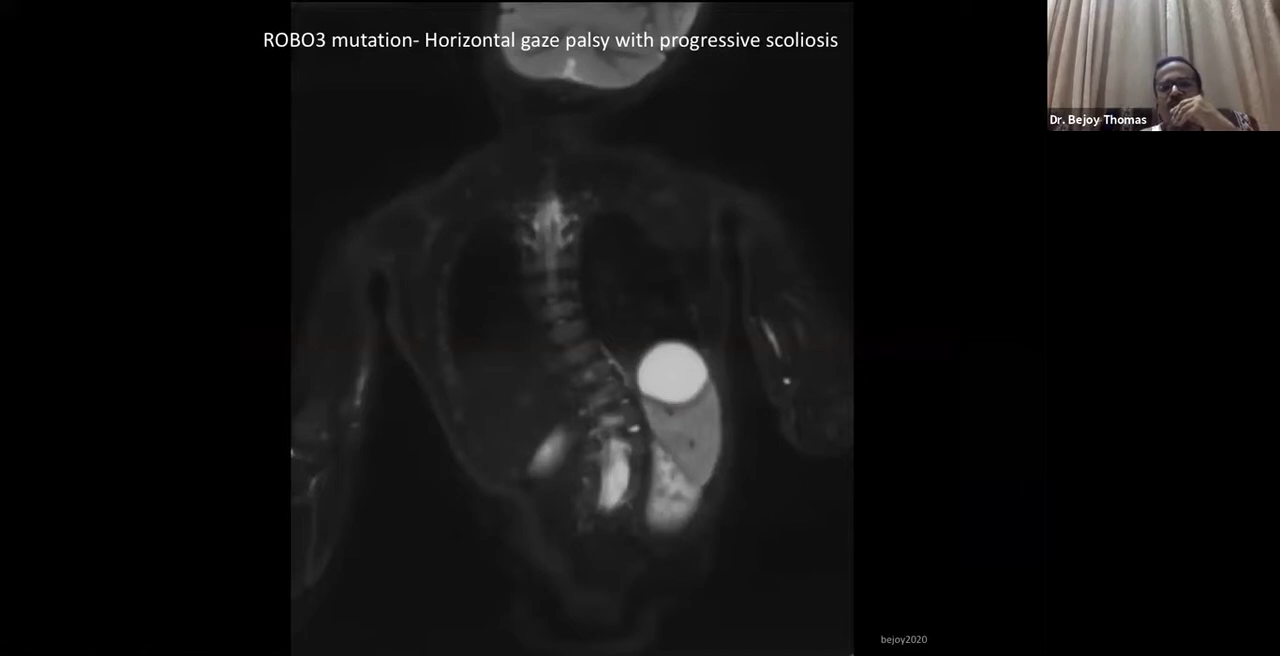 ROBO3 mutation- Horizontal gaze palsy with progressive scoliosis
Dr. Bejoy Thomas
bejoy2020